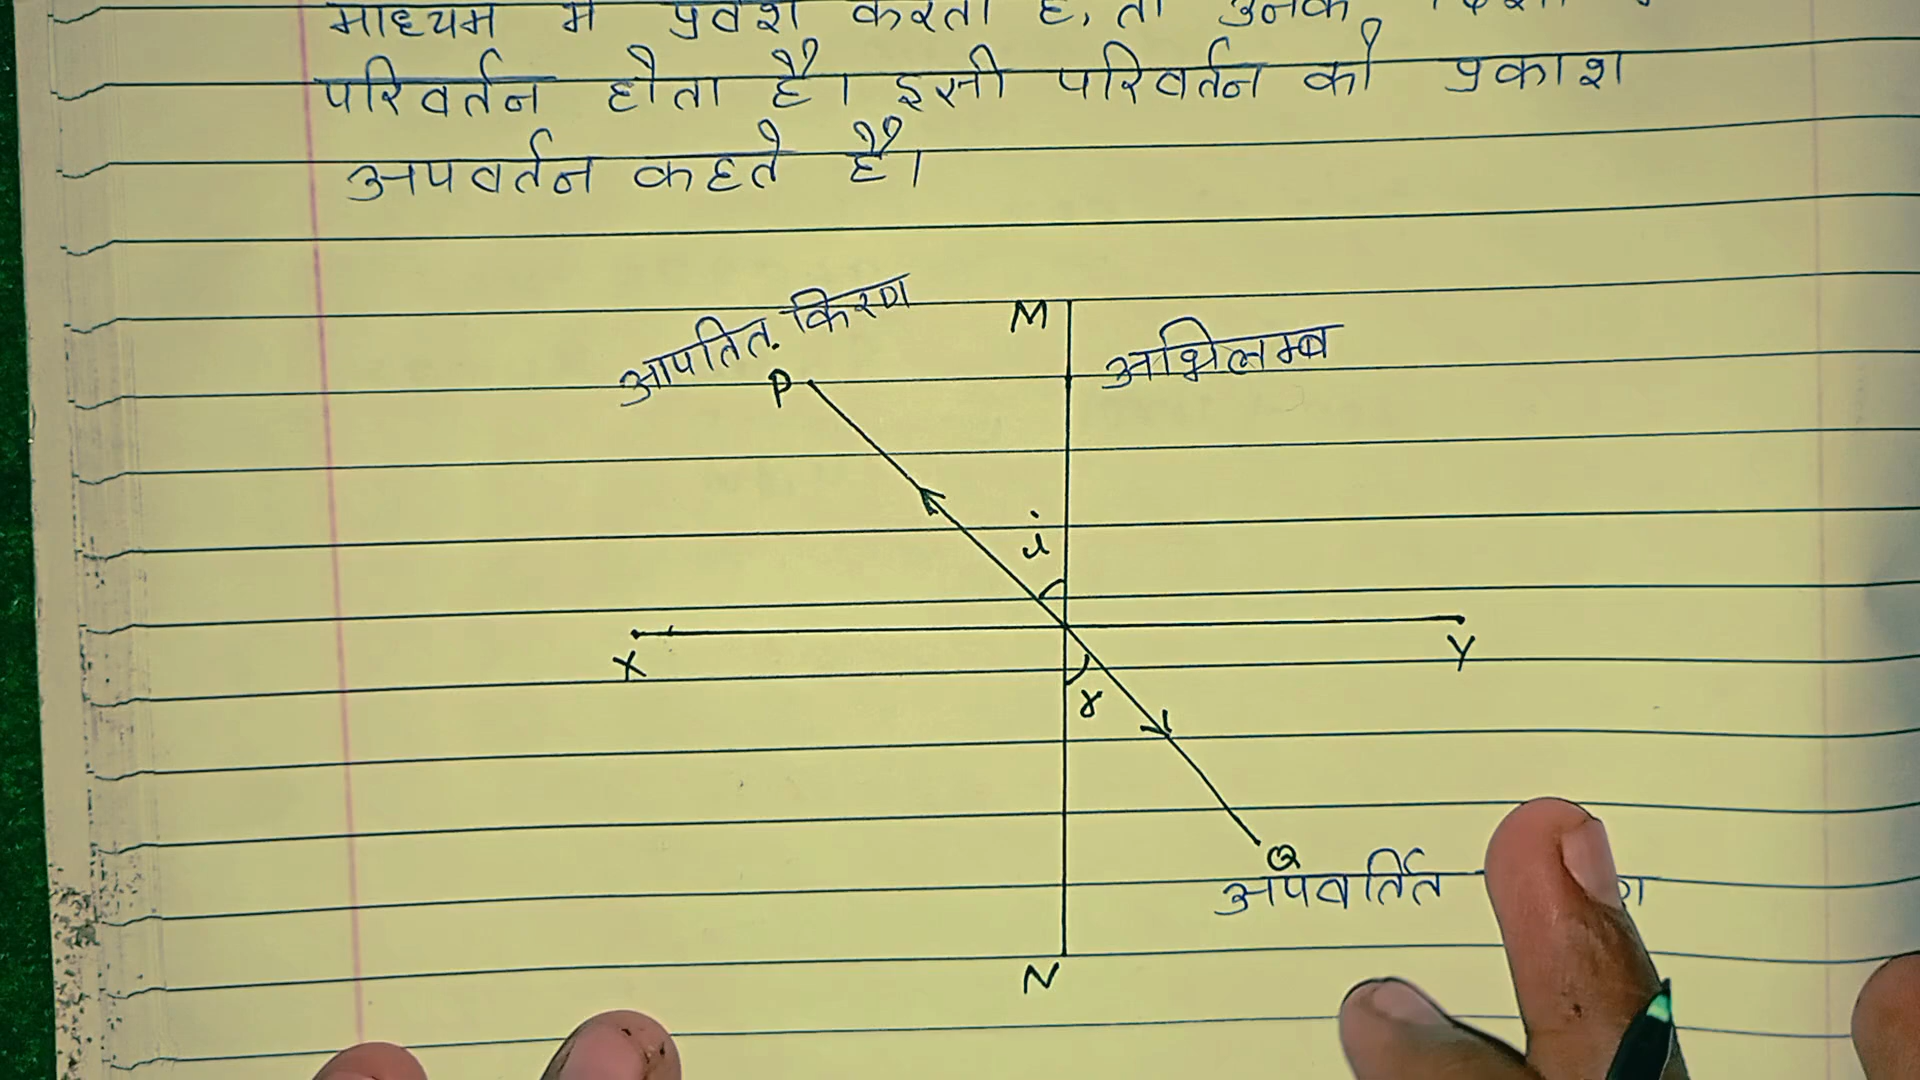 माध्यम में प्रवेश करता है, तो उनके
परिवर्तन होता है। इसी परिवर्तन को प्रकाश
अपवर्तन कहते है।
आपतित किरण
M
अभिलम्ब
P
i
X
Y
r
Q
अपवर्तित
N